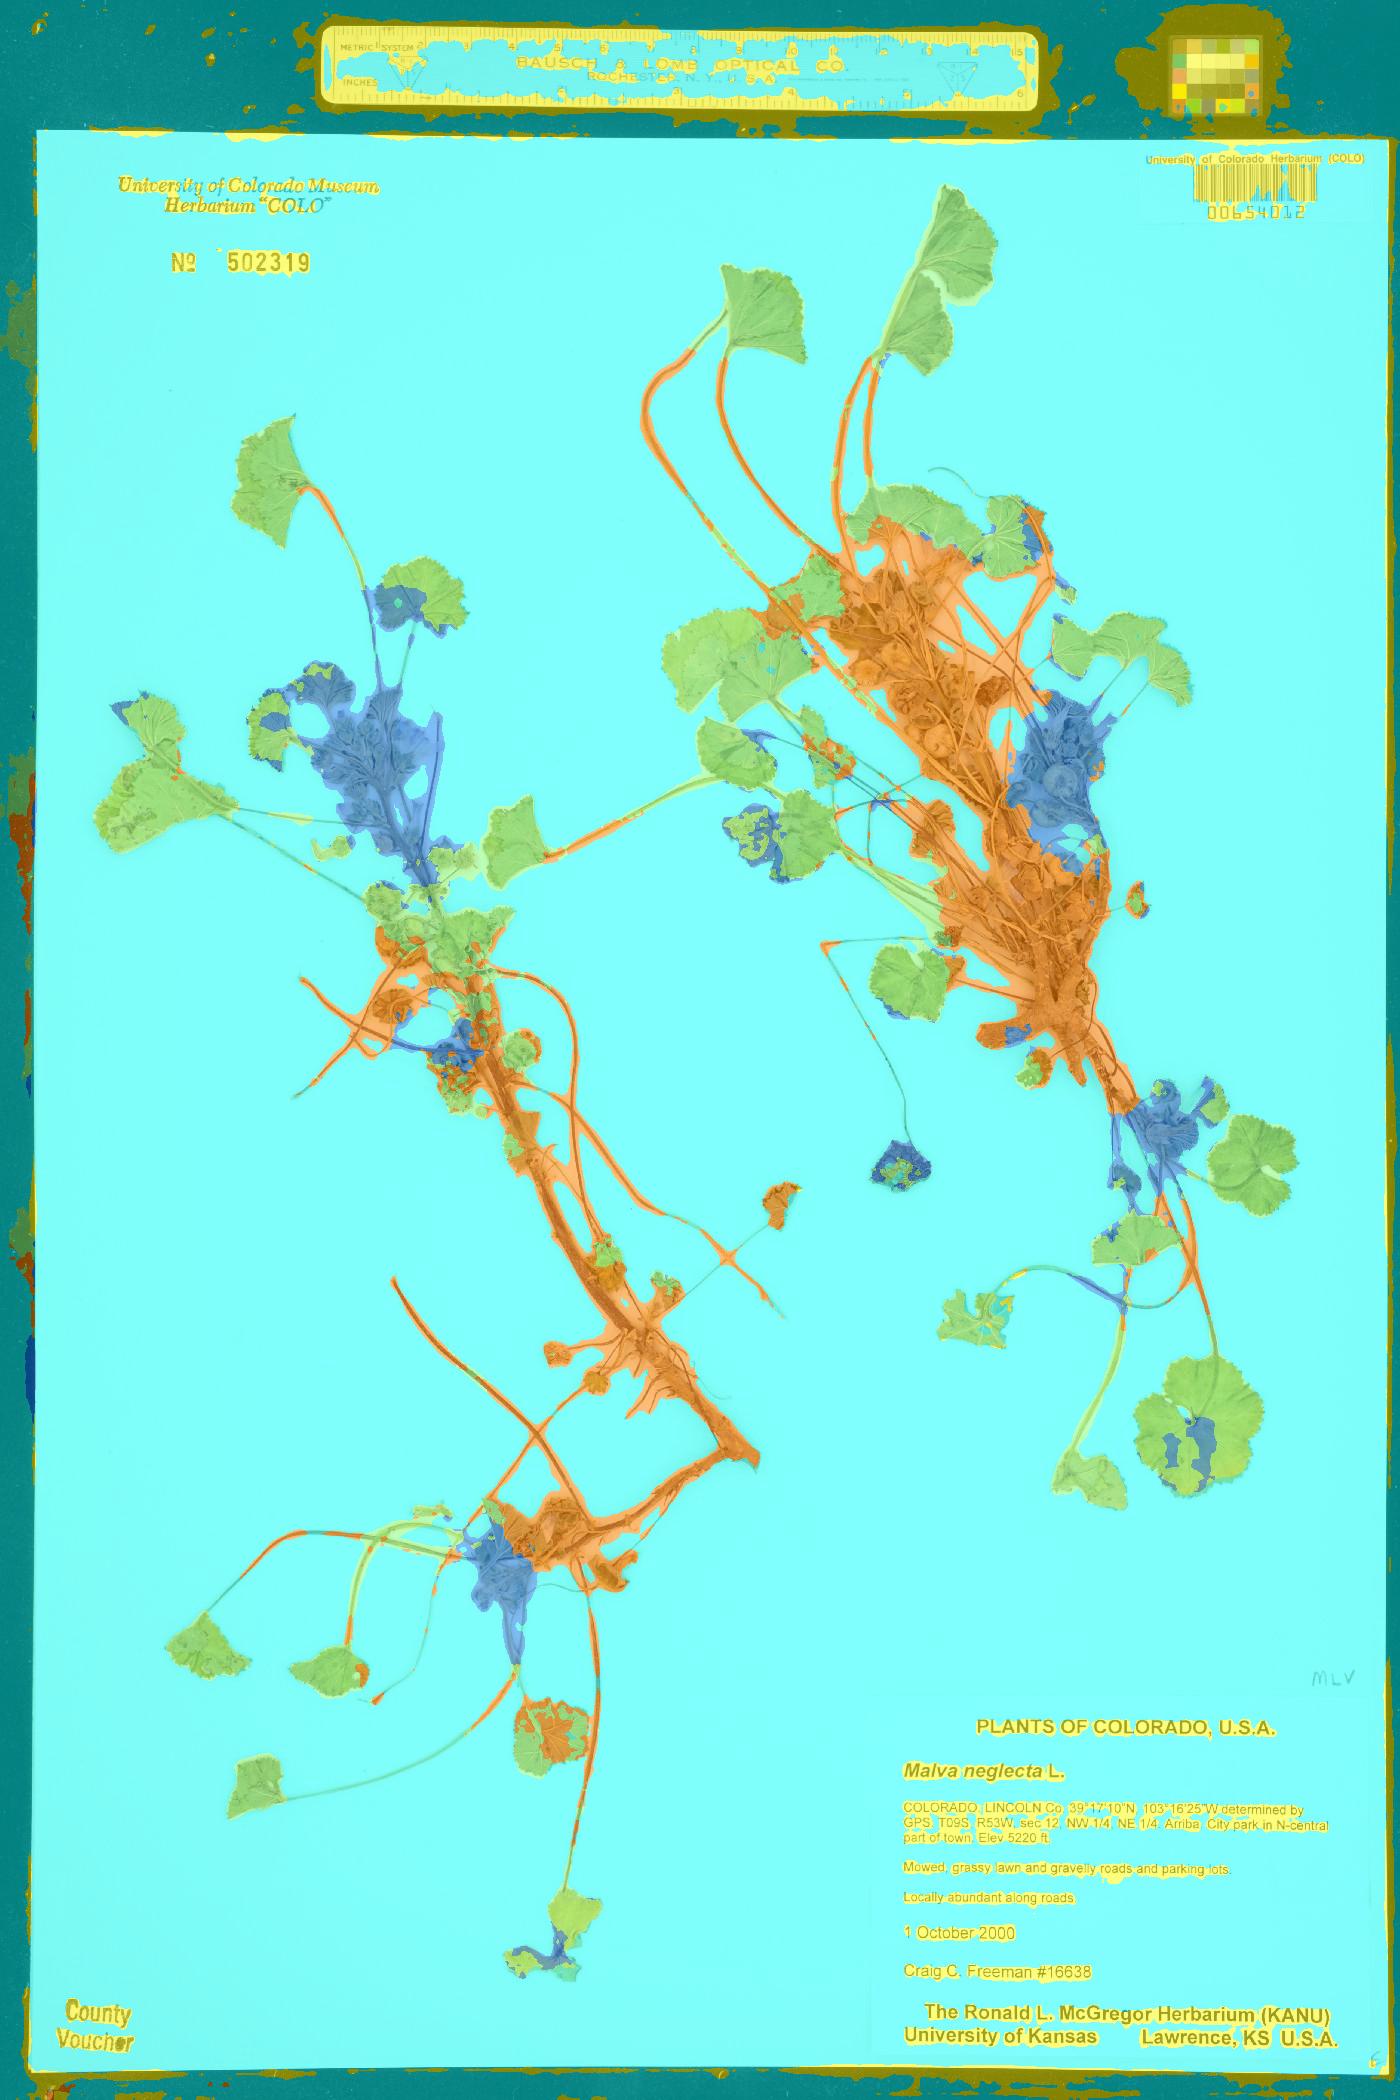 METRIC SYSTEM
INCHES
BAUSCH & LOMB OPTICAL CO.
ROCHESTER, N. Y., U. S. A.
University of Colorado Museum
Herbarium "COLO"
Nº 502319
University of Colorado Herbarium (COLO)
00654012
MLV
PLANTS OF COLORADO, U.S.A.
Malva neglecta L.
COLORADO, LINCOLN Co. 39°17'10"N, 103°16'25"W determined by
GPS. T09S, R53W, sec 12, NW 1/4, NE 1/4. Arriba. City park in N-central
part of town. Elev 5220 ft.
Mowed, grassy lawn and gravelly roads and parking lots.
Locally abundant along roads.
1 October 2000
Craig C. Freeman #16638
The Ronald L. McGregor Herbarium (KANU)
University of Kansas Lawrence, KS U.S.A.
County
Voucher